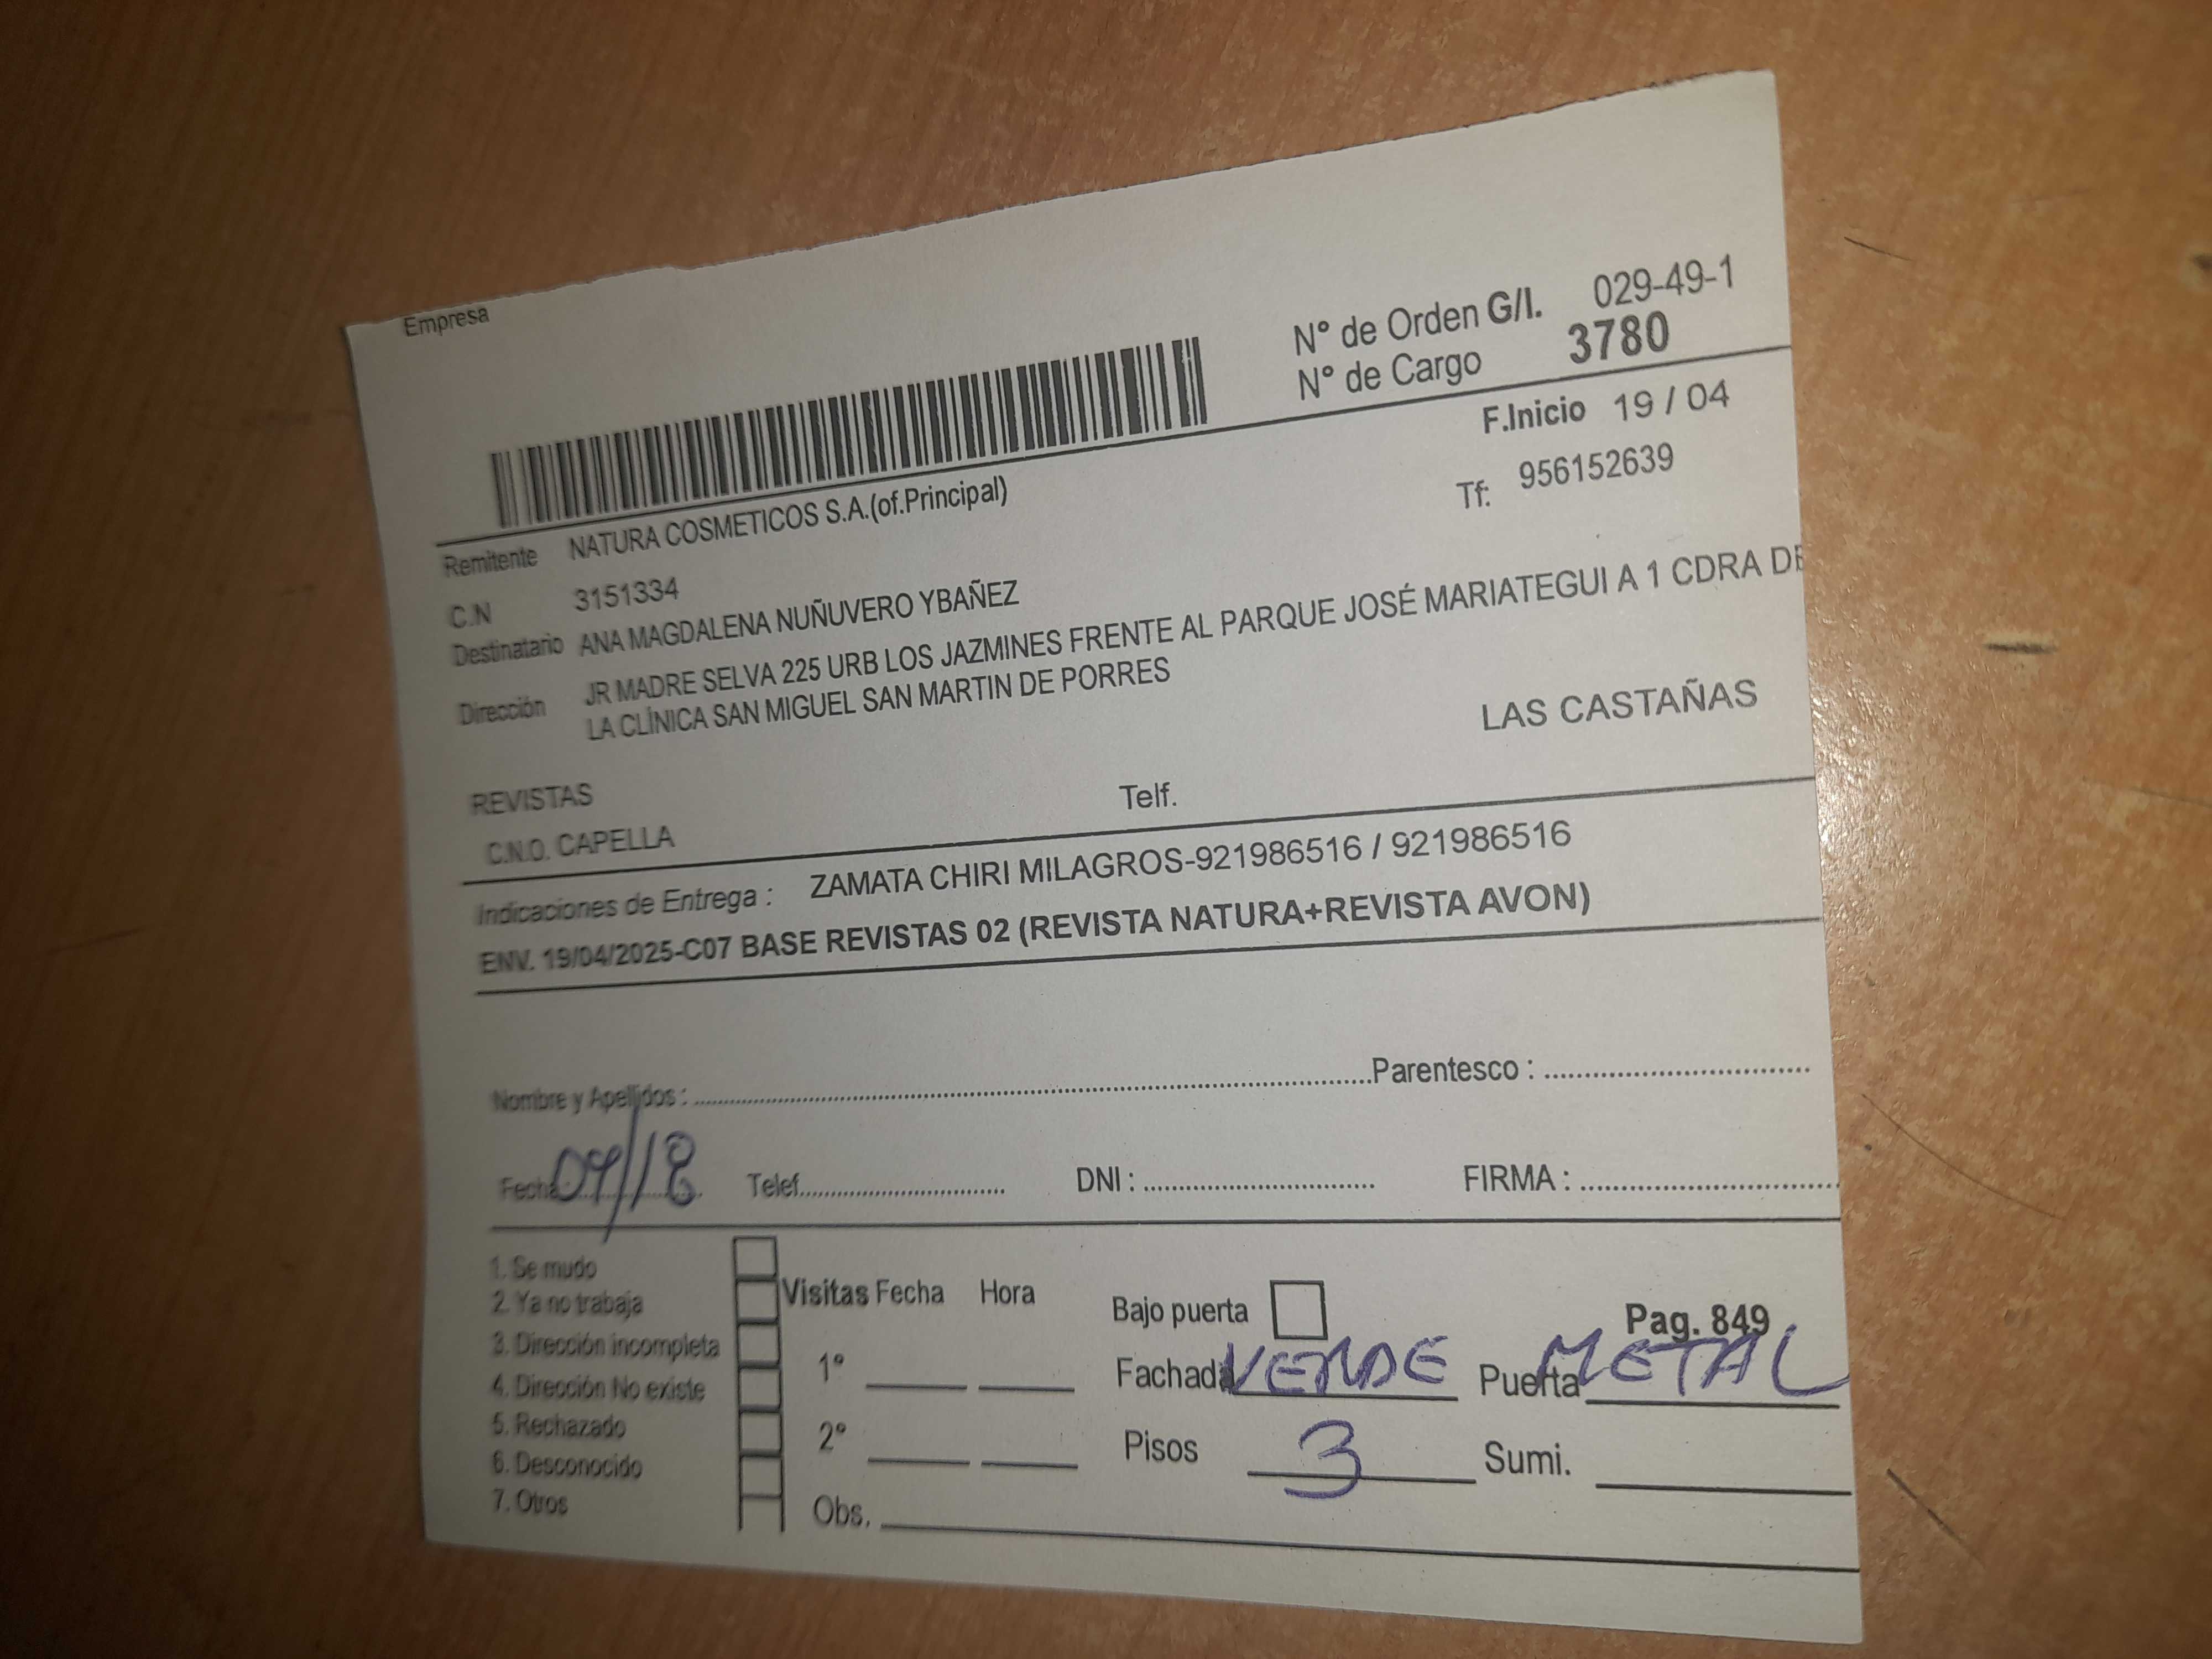 Empresa
N° de Orden G/I. 029-49-1
N° de Cargo 3780
F.Inicio 19 / 04
Remitente NATURA COSMETICOS S.A.(of.Principal)
Tf: 956152639
C.N 3151334
Destinatario ANA MAGDALENA NUÑUVERO YBAÑEZ
Dirección JR MADRE SELVA 225 URB LOS JAZMINES FRENTE AL PARQUE JOSÉ MARIATEGUI A 1 CDRA DE
LA CLÍNICA SAN MIGUEL SAN MARTIN DE PORRES
LAS CASTAÑAS
REVISTAS
Telf.
C.N.O. CAPELLA
Indicaciones de Entrega : ZAMATA CHIRI MILAGROS-921986516 / 921986516
ENV. 19/04/2025-C07 BASE REVISTAS 02 (REVISTA NATURA+REVISTA AVON)
Nombre y Apellidos : Parentesco :
Fecha Telef. DNI : FIRMA :
1. Se mudo
2. Ya no trabaja
3. Dirección incompleta
4. Dirección No existe
5. Rechazado
6. Desconocido
7. Otros
Visitas Fecha Hora
1°
2°
Obs.
Bajo puerta
Pag. 849
Fachada VERDE Puerta METAL
Pisos 3 Sumi.